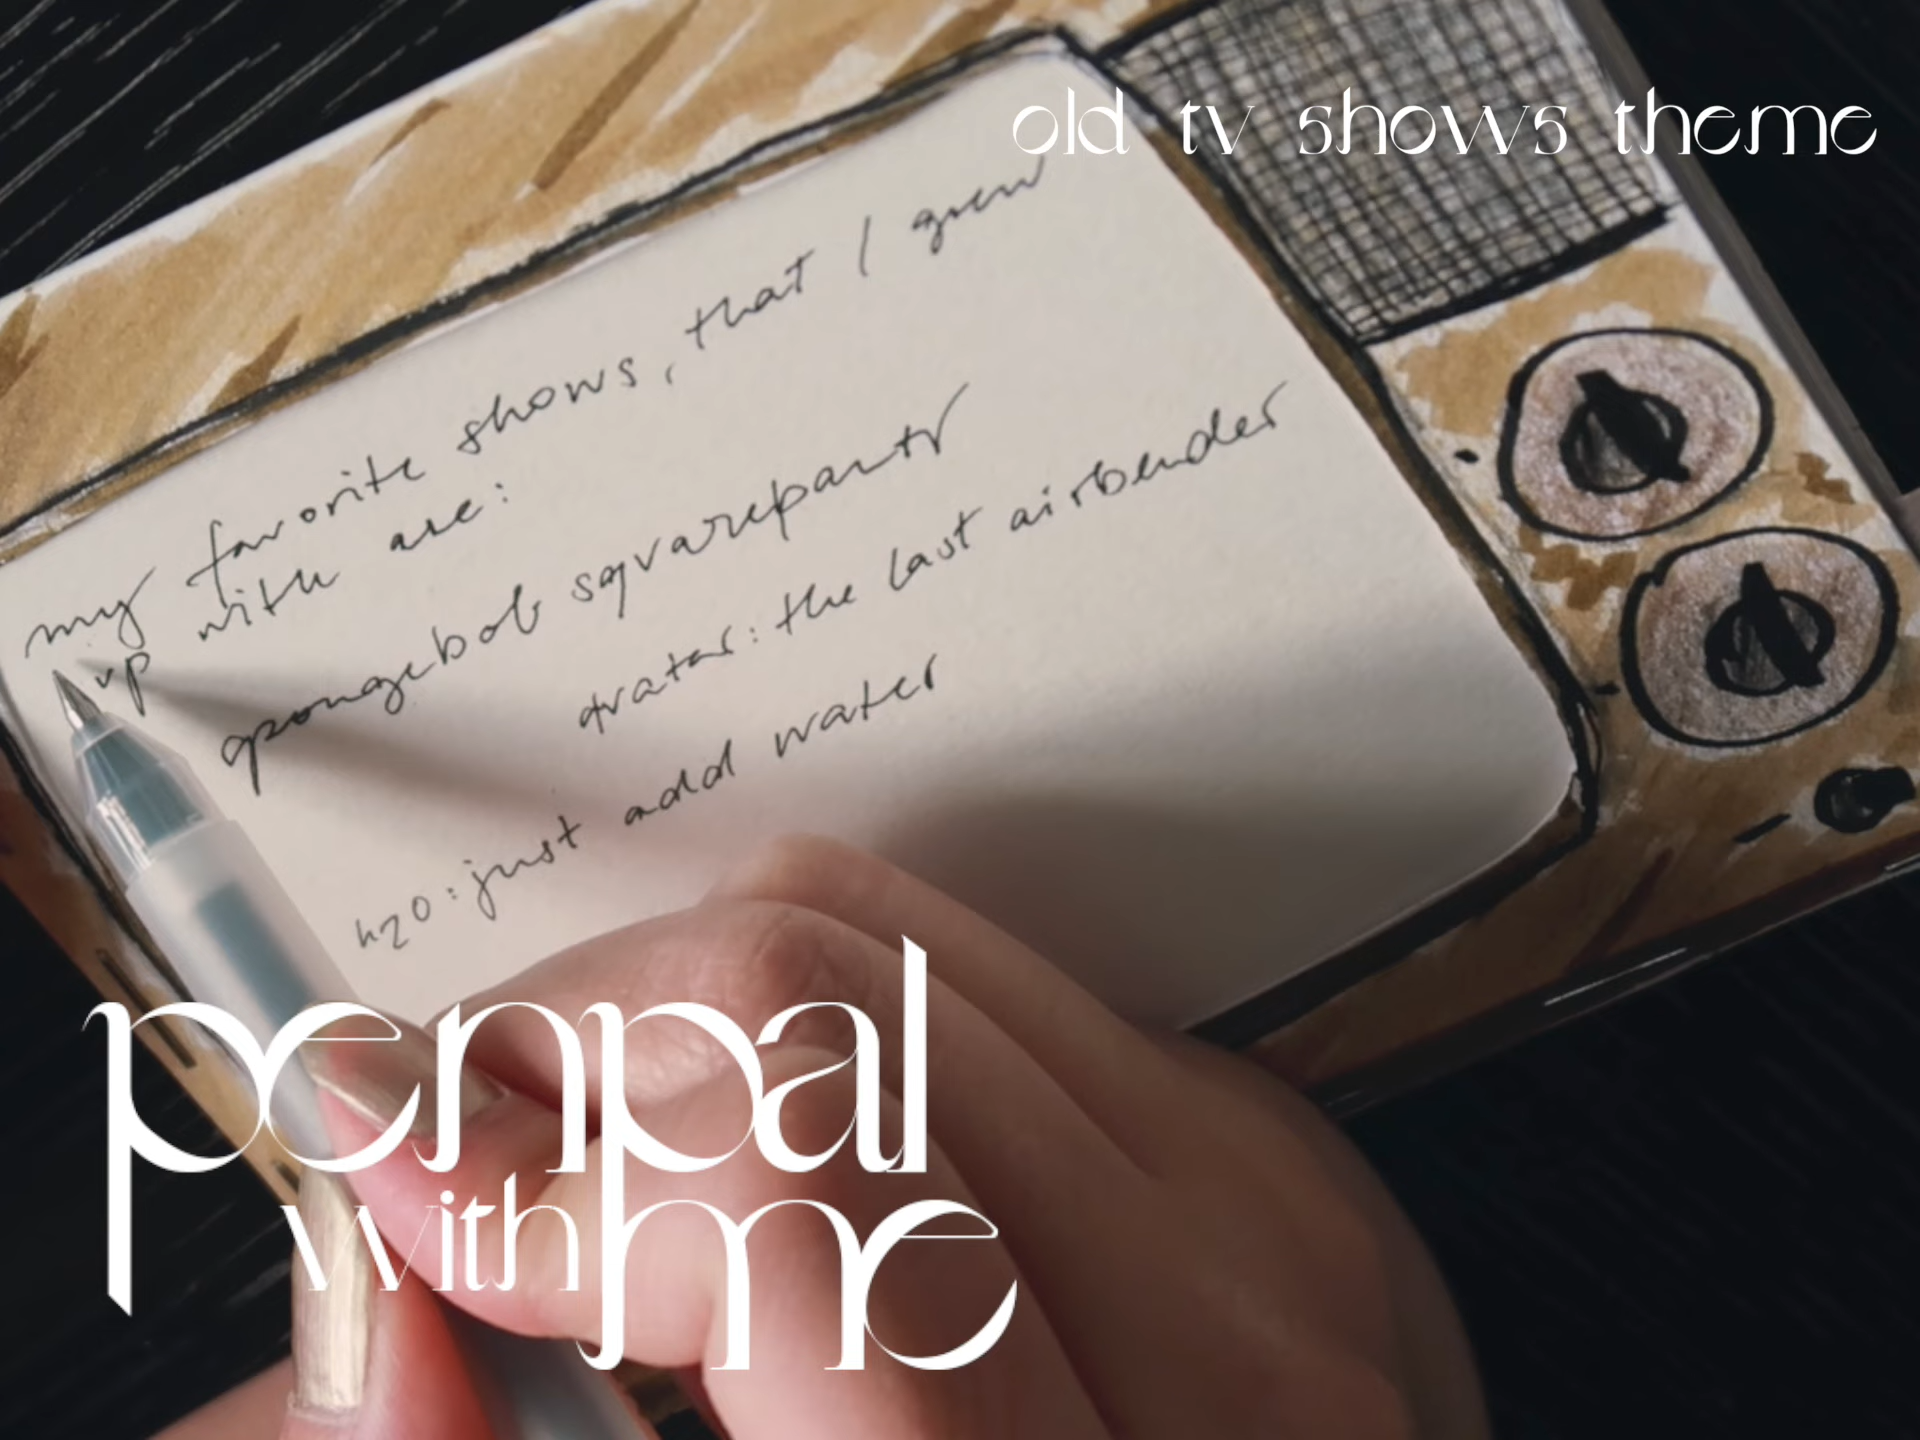 old tv shows theme
my favorite shows, that I grew
up with are:
spongebob squarepants
avatar: the last airbender
h2o: just add water
penpal
with me